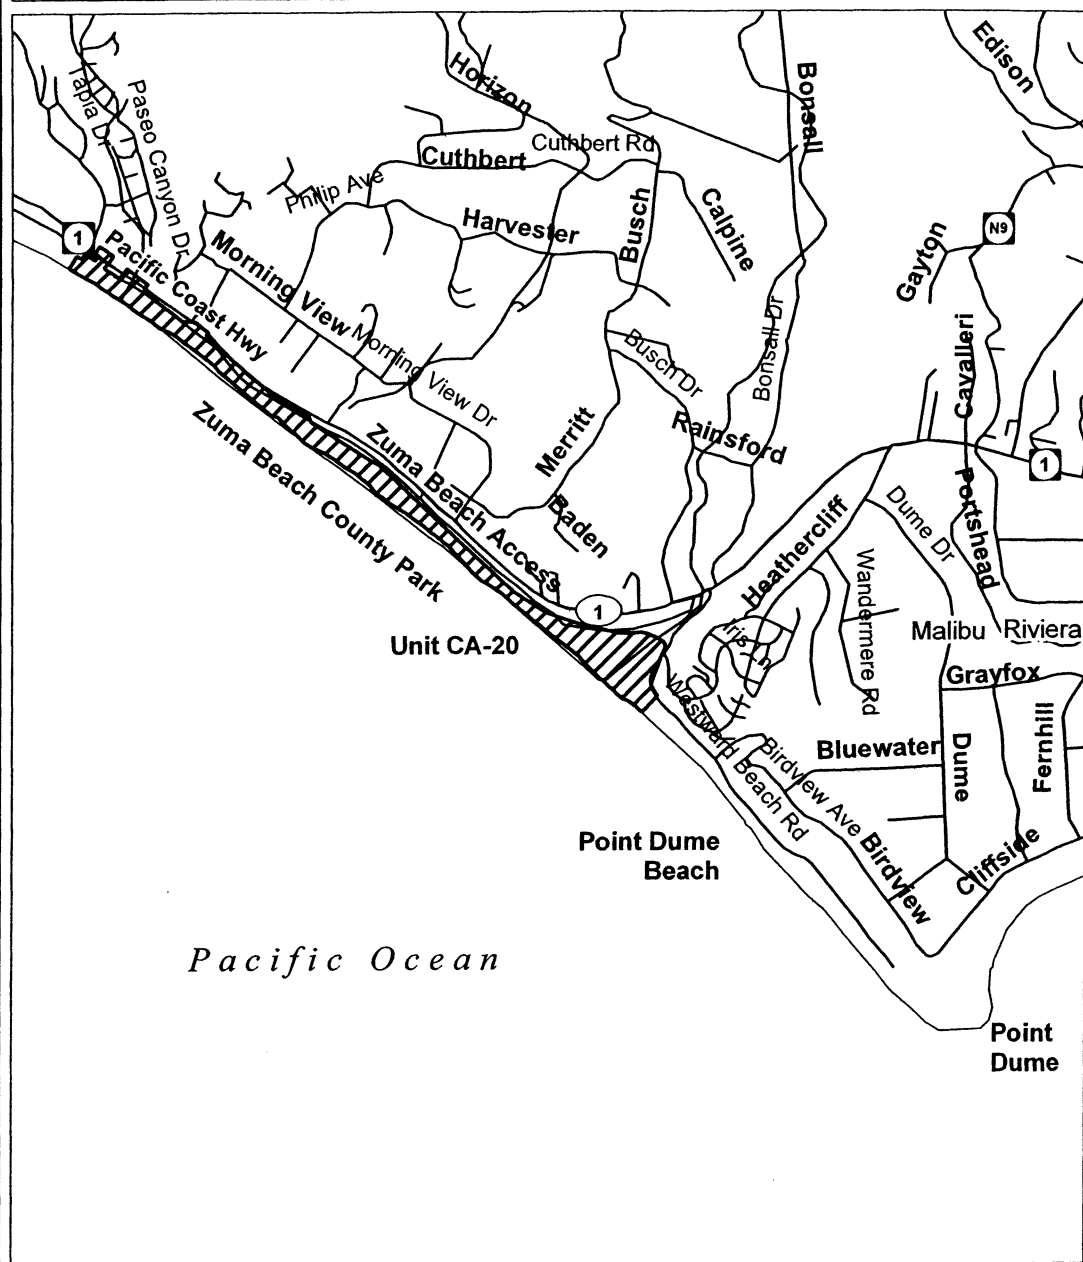 Edison
Horizon
Bonsall
Tapia Dr
Paseo Canyon Dr
Cuthbert Rd
Cuthbert
Philip Ave
Busch
Calpine
Harvester
N9
Gayton
1
Pacific Coast Hwy
Morning View
Morning View Dr
Busch Dr
Bonsall Dr
Cavalleri
Zuma Beach County Park
Zuma Beach Access
Merritt
Rainsford
1
Baden
Heathercliff
Dume Dr
Portshead
1
Wandermere Rd
Iris Ln
Malibu Riviera
Unit CA-20
Grayfox
Westward Beach Rd
Bluewater
Dume
Fernhill
Birdview Ave
Birdview
Cliffside
Point Dume
Beach
Pacific Ocean
Point
Dume